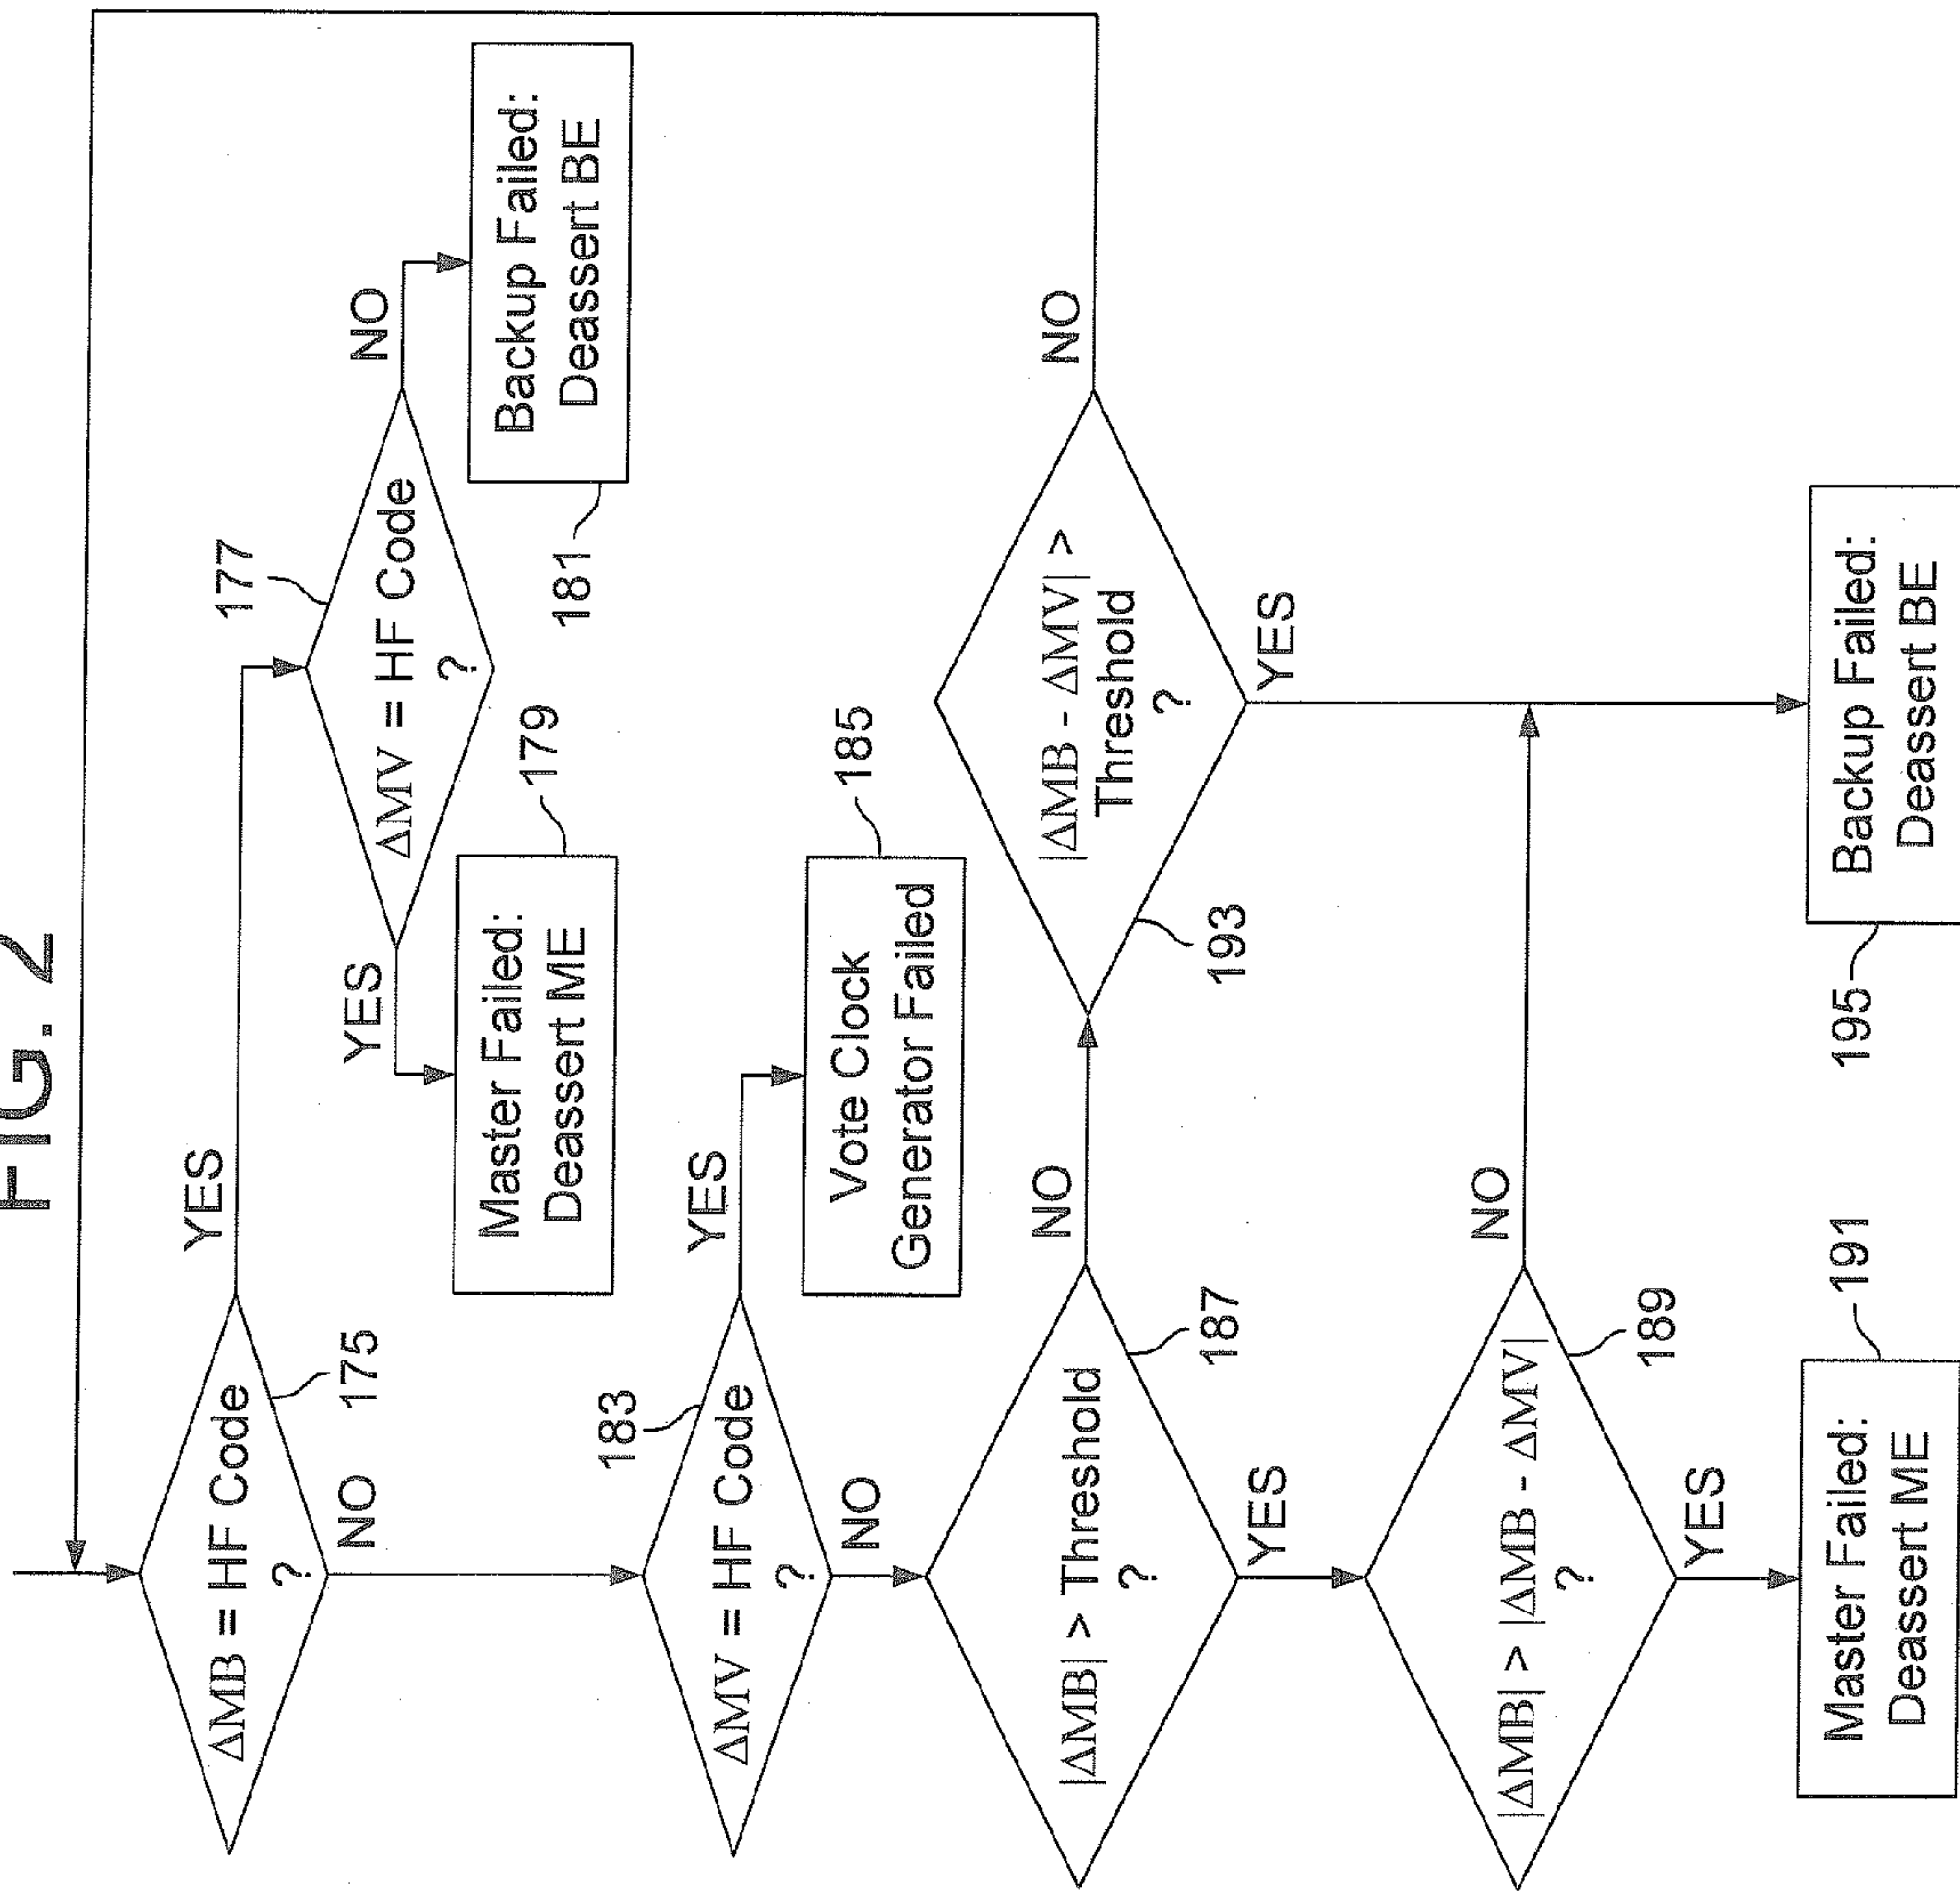 FIG. 2
ΔMB = HF Code
?
175
YES
NO
177
ΔMV = HF Code
?
YES
NO
Master Failed:
Deassert ME
179
Backup Failed:
Deassert BE
181
183
ΔMV = HF Code
?
YES
NO
Vote Clock
Generator Failed
185
|ΔMB| > Threshold
?
187
NO
YES
|ΔMB - ΔMV| >
Threshold
?
193
NO
YES
|ΔMB| > |ΔMB - ΔMV|
?
189
NO
YES
Master Failed:
Deassert ME
191
Backup Failed:
Deassert BE
195